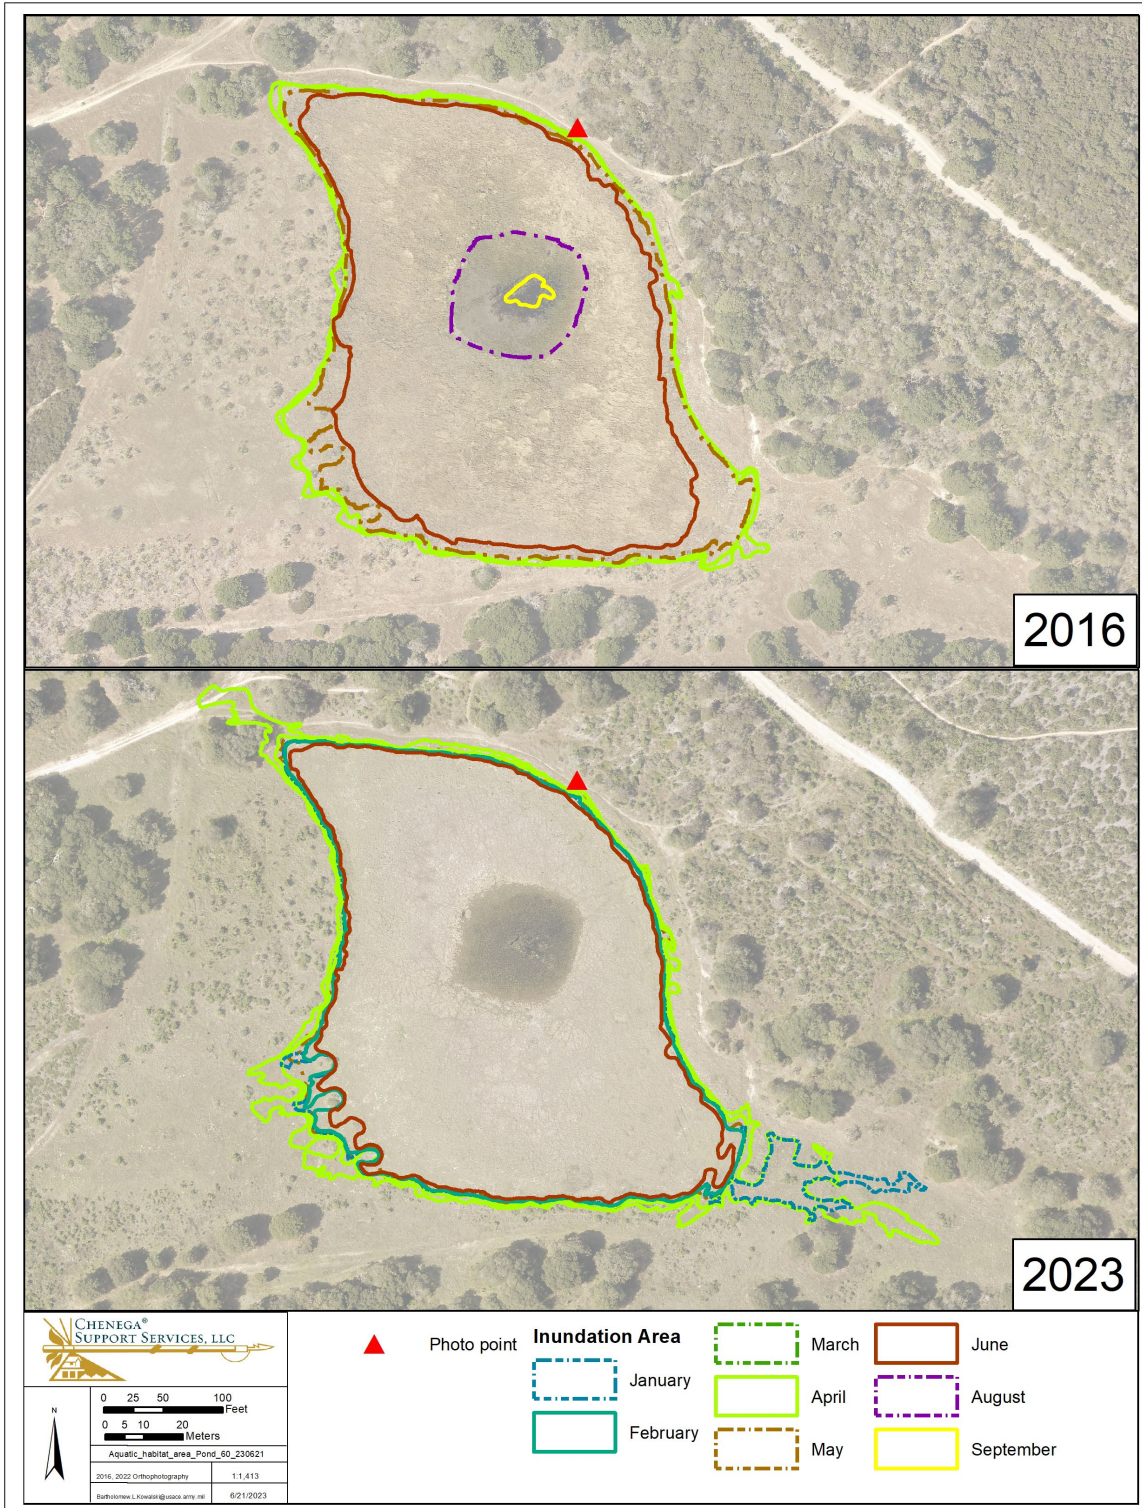 2016
2023
CHENEGA®
SUPPORT SERVICES, LLC
N
0 25 50 100
Feet
0 5 10 20
Meters
Aquatic_habitat_area_Pond_60_230621
2016, 2022 Orthophotography
1:1,413
Bartholomew.L.Kowalski@usace.army.mil
6/21/2023
Photo point
Inundation Area
January
February
March
April
May
June
August
September